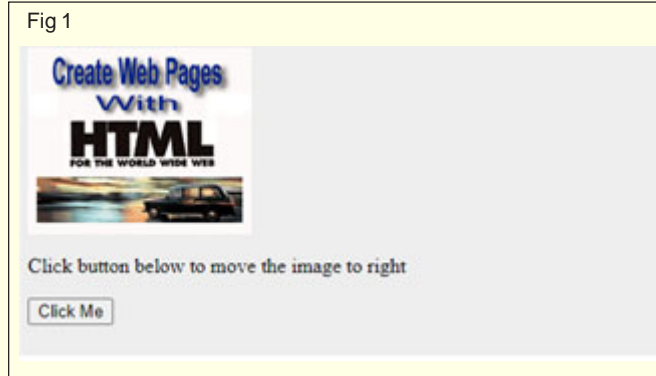 Fig 1
Create Web Pages
With
HTML
FOR THE WORLD WIDE WEB
Click button below to move the image to right
Click Me